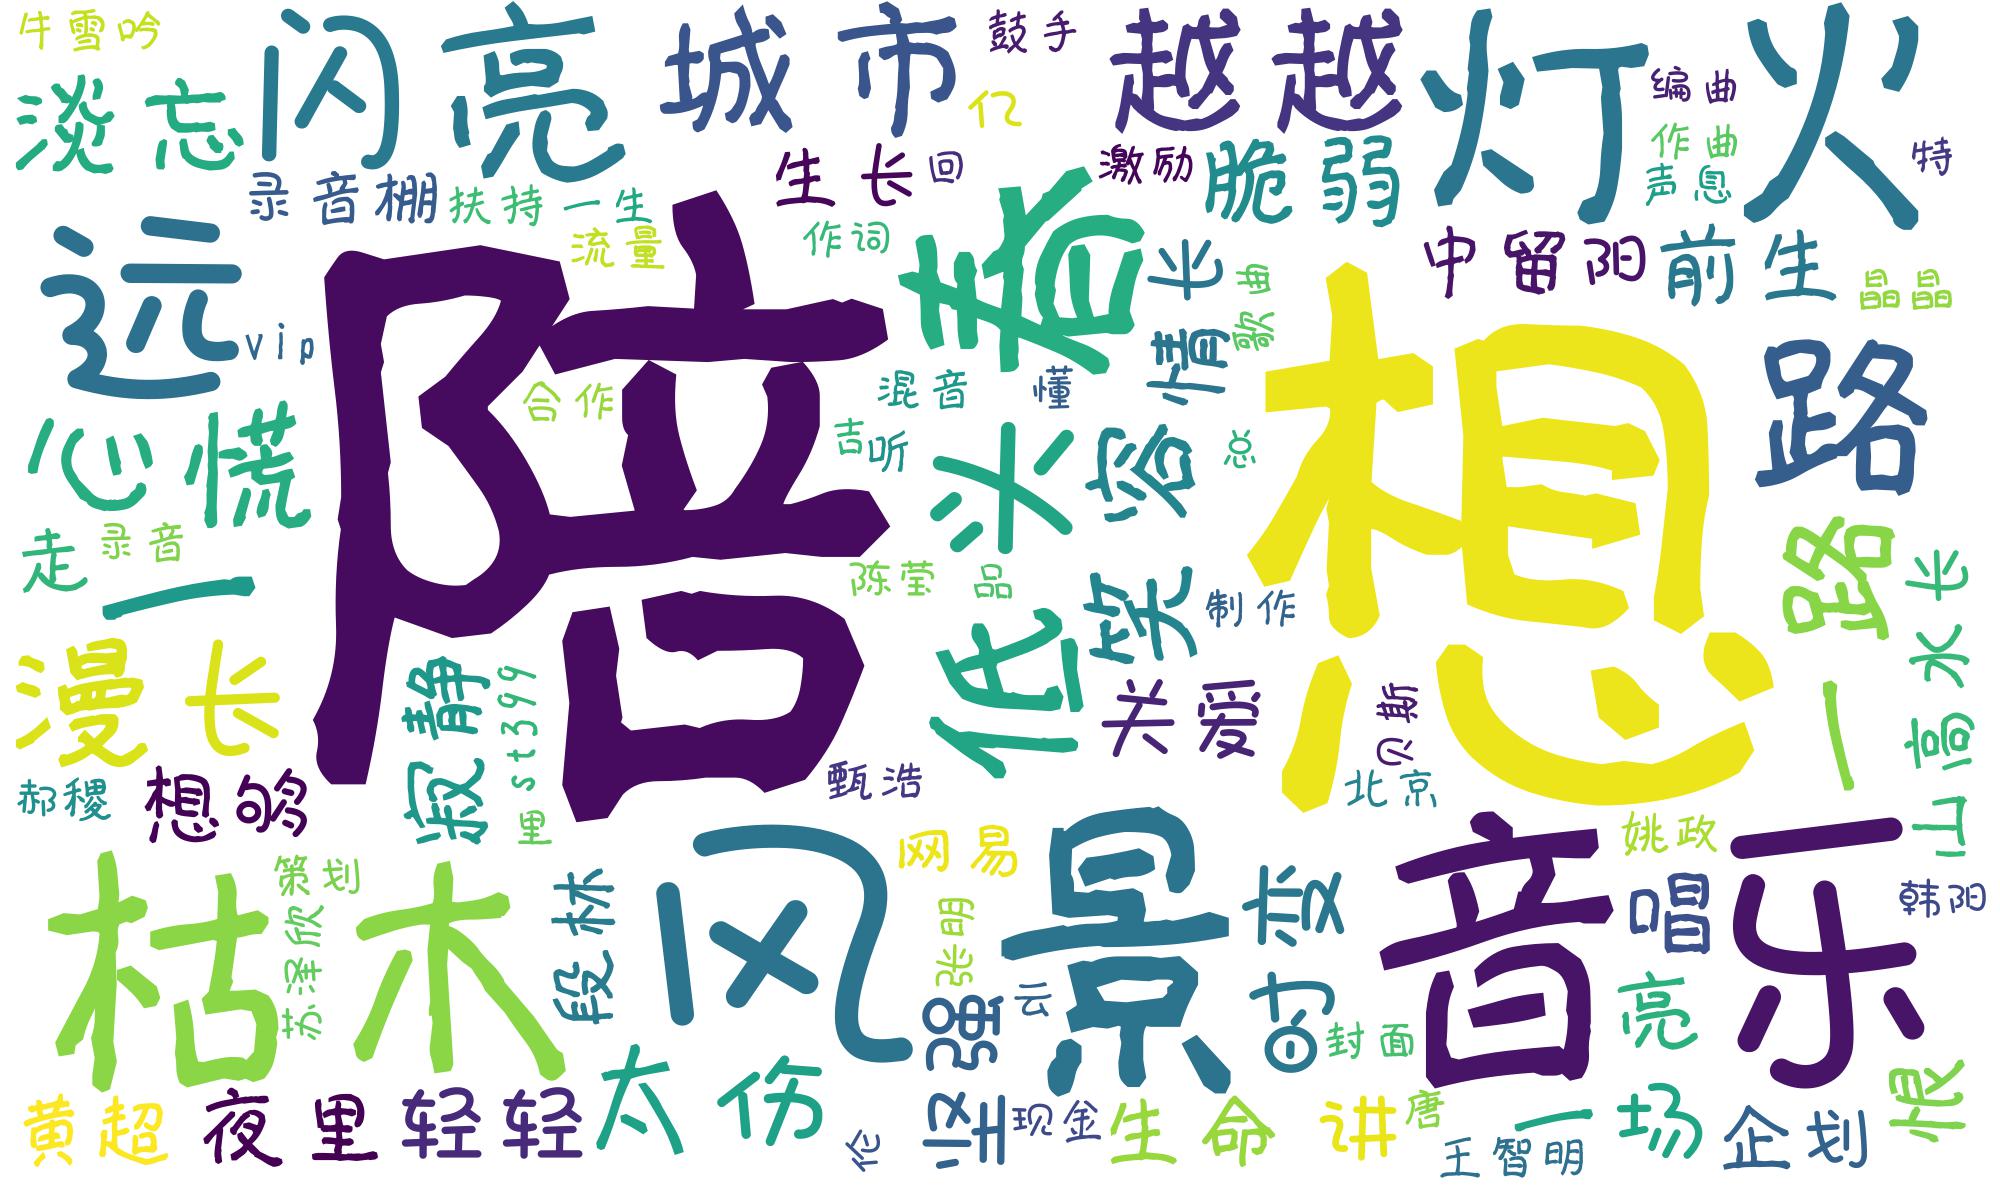 牛雪吟
闪亮
城市
鼓手
越越
灯火
淡忘
亿
编曲
作曲
声息
特
录音棚
扶持一生
流量
生长
回
激励
脆弱
作词
春
中留阳
前生
晶晶
远
vip
陪
情长
歌曲
想
路
合作
混音
懂
心慌
吉
听
低头
容
总
走
录音
一
陈莹
品
笑
制作
一路
山高水长
漫长
寂静
st399
关爱
贝斯
北京
郝稷
想够
里
甄浩
枯木
策划
苏泽欣
段林
风景
网易
张明
时变
音乐
姚政
唱
韩阳
坚强
云
封面
亮
恨
黄超
夜里
轻轻
太伤
伦
现金
生命
讲
唐
一场
王智明
企划